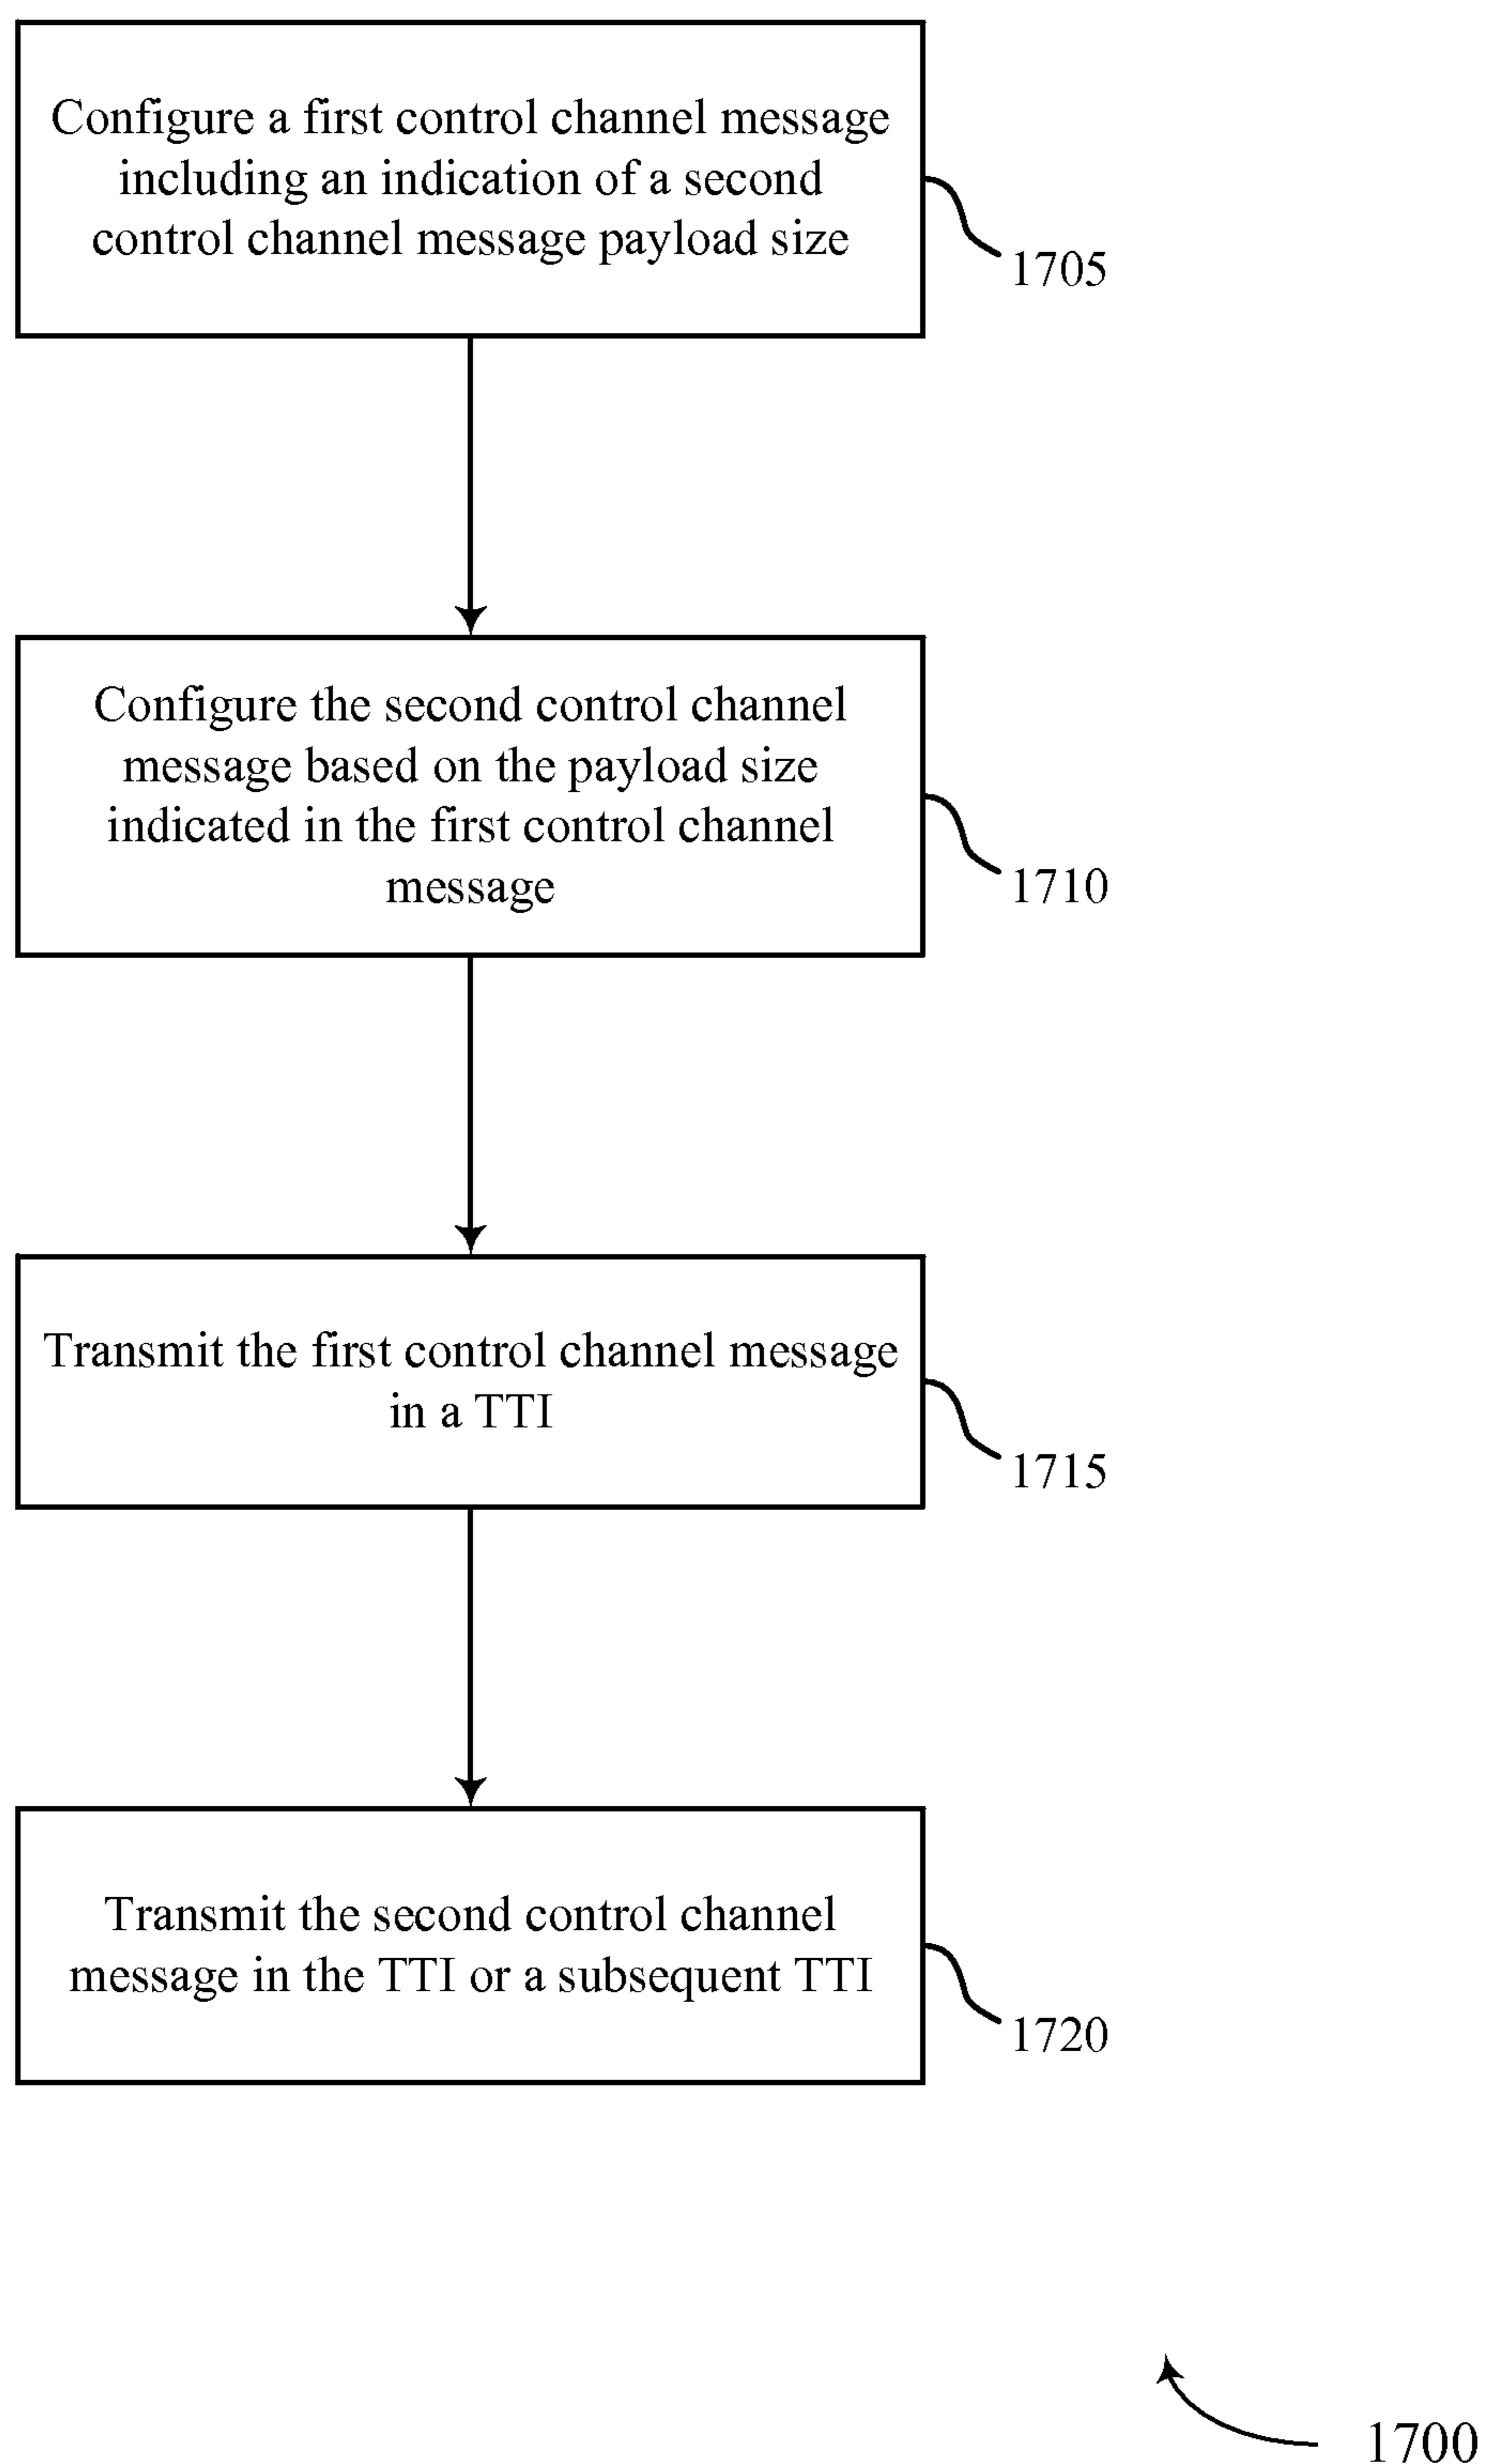 Configure a first control channel message
including an indication of a second
control channel message payload size
1705
Configure the second control channel
message based on the payload size
indicated in the first control channel
message
1710
Transmit the first control channel message
in a TTI
1715
Transmit the second control channel
message in the TTI or a subsequent TTI
1720
1700